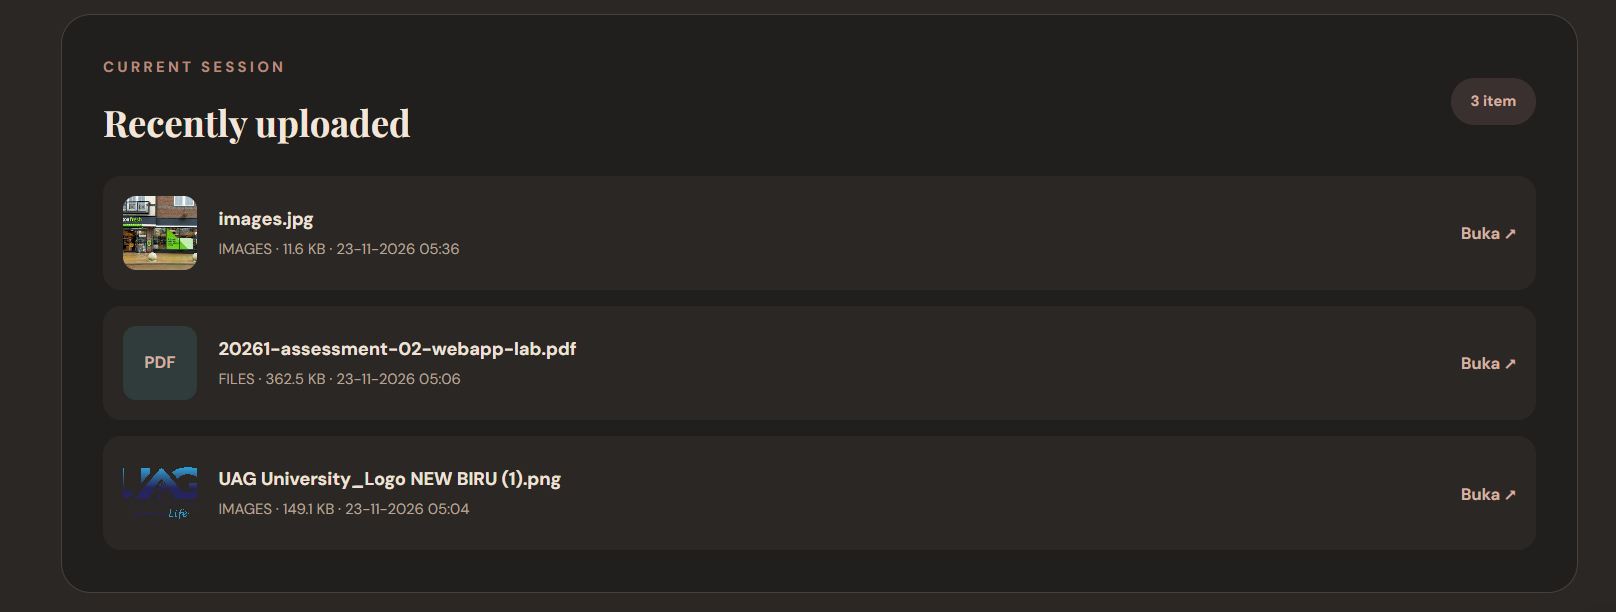 CURRENT SESSION
Recently uploaded
3 item
images.jpg
IMAGES · 11.6 KB · 23-11-2026 05:36
Buka ↗
PDF
20261-assessment-02-webapp-lab.pdf
FILES · 362.5 KB · 23-11-2026 05:06
Buka ↗
UAG
Life
UAG University_Logo NEW BIRU (1).png
IMAGES · 149.1 KB · 23-11-2026 05:04
Buka ↗